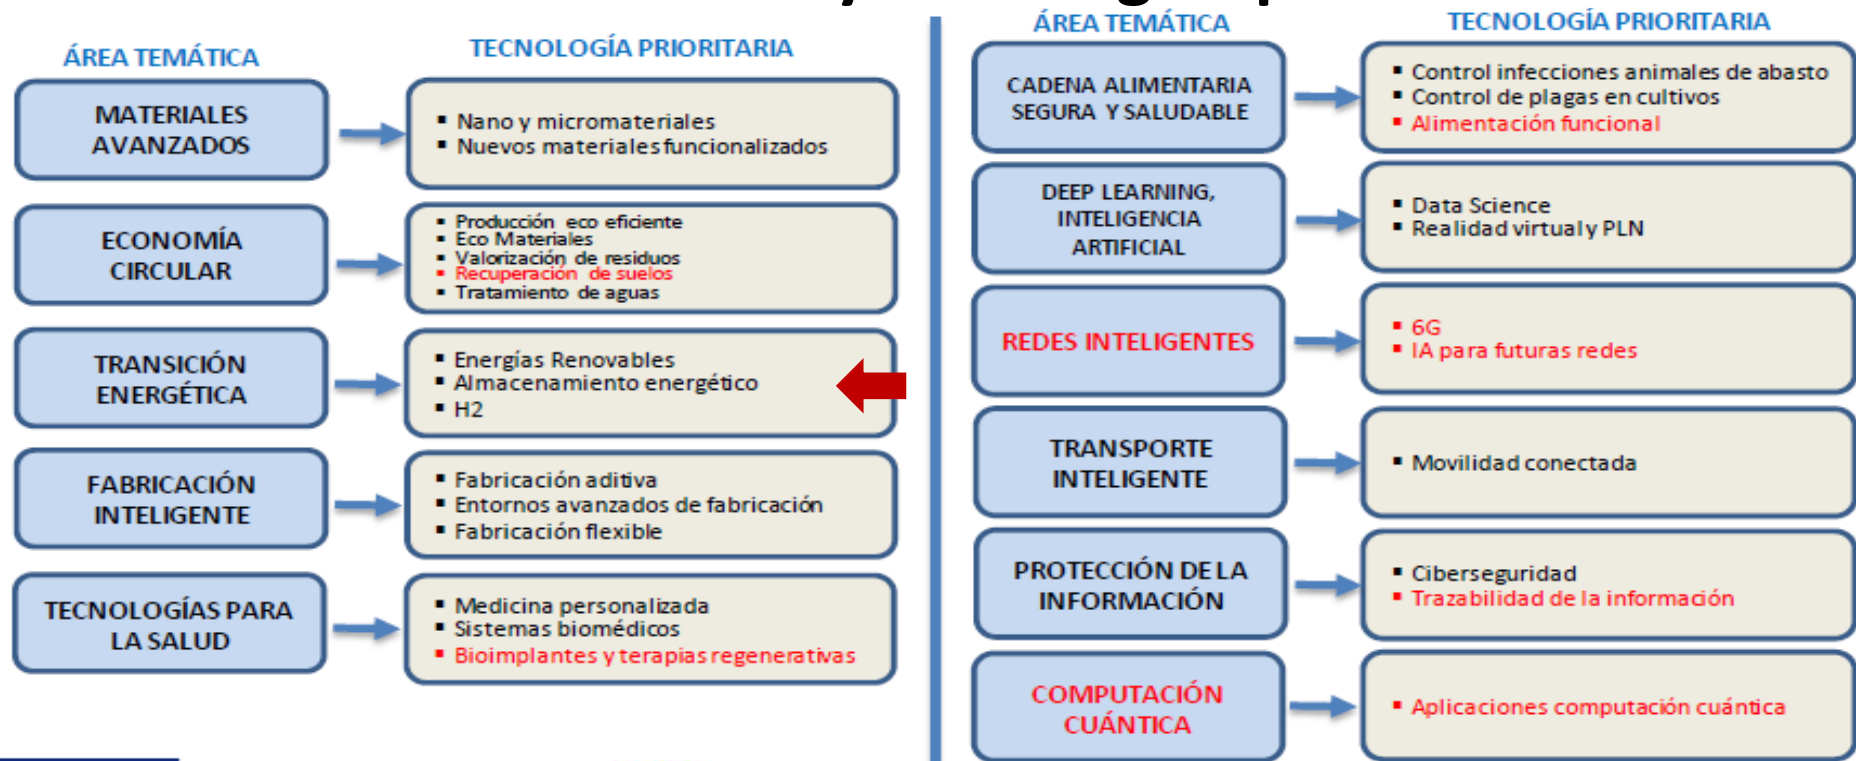 ÁREA TEMÁTICA
TECNOLOGÍA PRIORITARIA
MATERIALES
AVANZADOS
▪ Nano y micromateriales
▪ Nuevos materiales funcionalizados
ECONOMÍA
CIRCULAR
▪ Producción eco eficiente
▪ Eco Materiales
▪ Valorización de residuos
▪ Recuperación de suelos
▪ Tratamiento de aguas
TRANSICIÓN
ENERGÉTICA
▪ Energías Renovables
▪ Almacenamiento energético
▪ H2
FABRICACIÓN
INTELIGENTE
▪ Fabricación aditiva
▪ Entornos avanzados de fabricación
▪ Fabricación flexible
TECNOLOGÍAS PARA
LA SALUD
▪ Medicina personalizada
▪ Sistemas biomédicos
▪ Bioimplantes y terapias regenerativas
ÁREA TEMÁTICA
TECNOLOGÍA PRIORITARIA
CADENA ALIMENTARIA
SEGURA Y SALUDABLE
▪ Control infecciones animales de abasto
▪ Control de plagas en cultivos
▪ Alimentación funcional
DEEP LEARNING,
INTELIGENCIA
ARTIFICIAL
▪ Data Science
▪ Realidad virtual y PLN
REDES INTELIGENTES
▪ 6G
▪ IA para futuras redes
TRANSPORTE
INTELIGENTE
▪ Movilidad conectada
PROTECCIÓN DE LA
INFORMACIÓN
▪ Ciberseguridad
▪ Trazabilidad de la información
COMPUTACIÓN
CUÁNTICA
▪ Aplicaciones computación cuántica